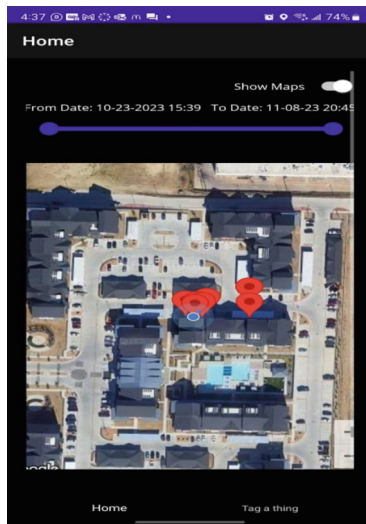 4:37 74%
Home
Show Maps
From Date: 10-23-2023 15:39 To Date: 11-08-23 20:45
Home Tag a thing